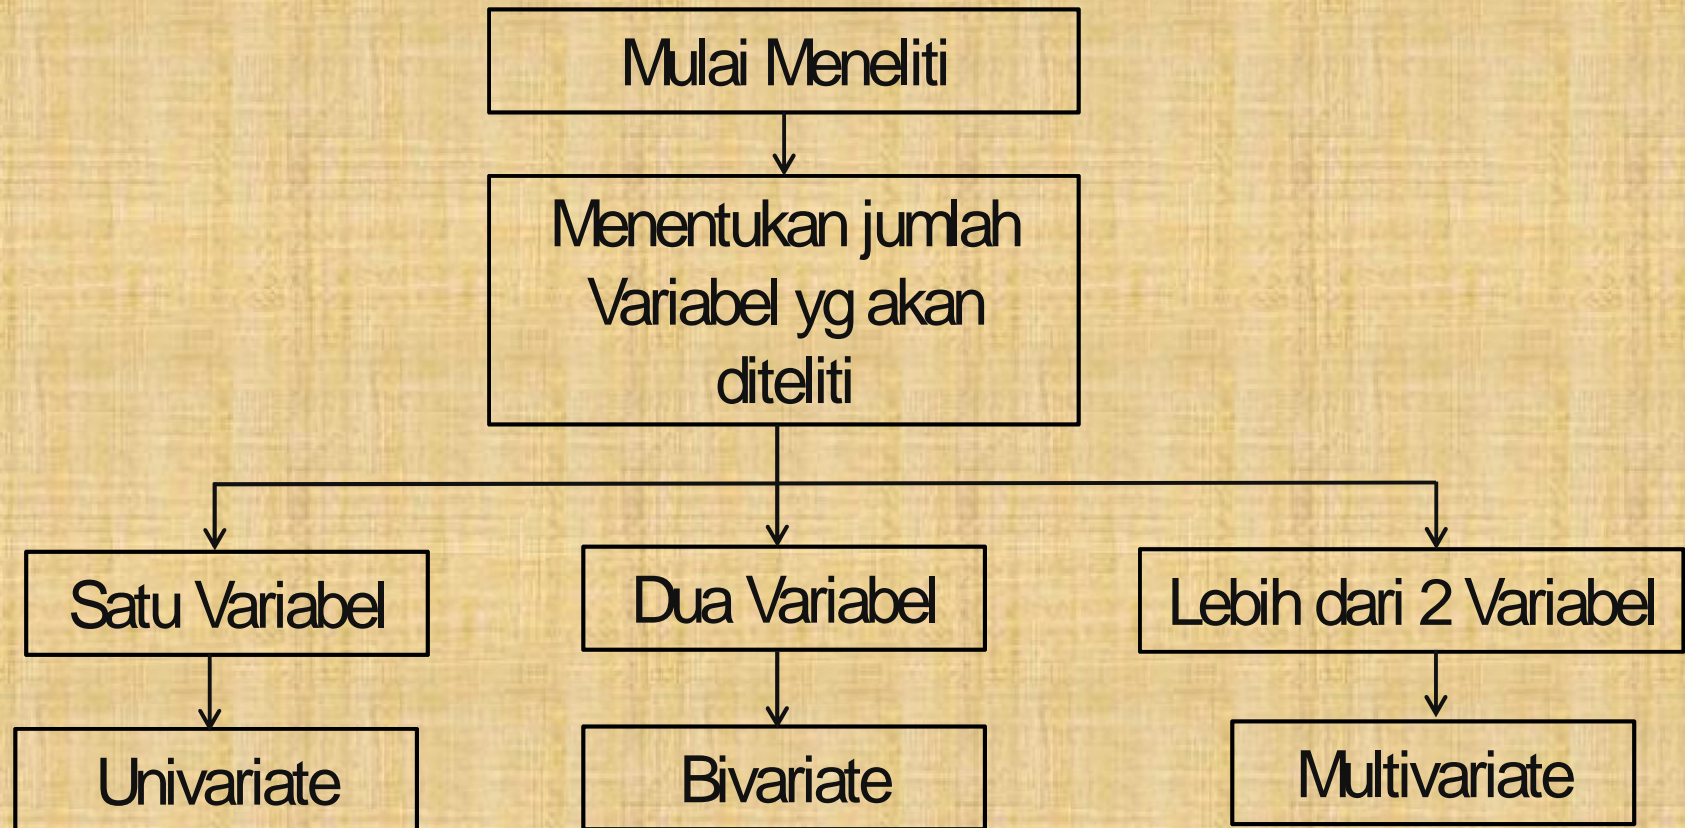 Mulai Meneliti
Menentukan jumlah
Variabel yg akan
diteliti
Satu Variabel
Dua Variabel
Lebih dari 2 Variabel
Univariate
Bivariate
Multivariate